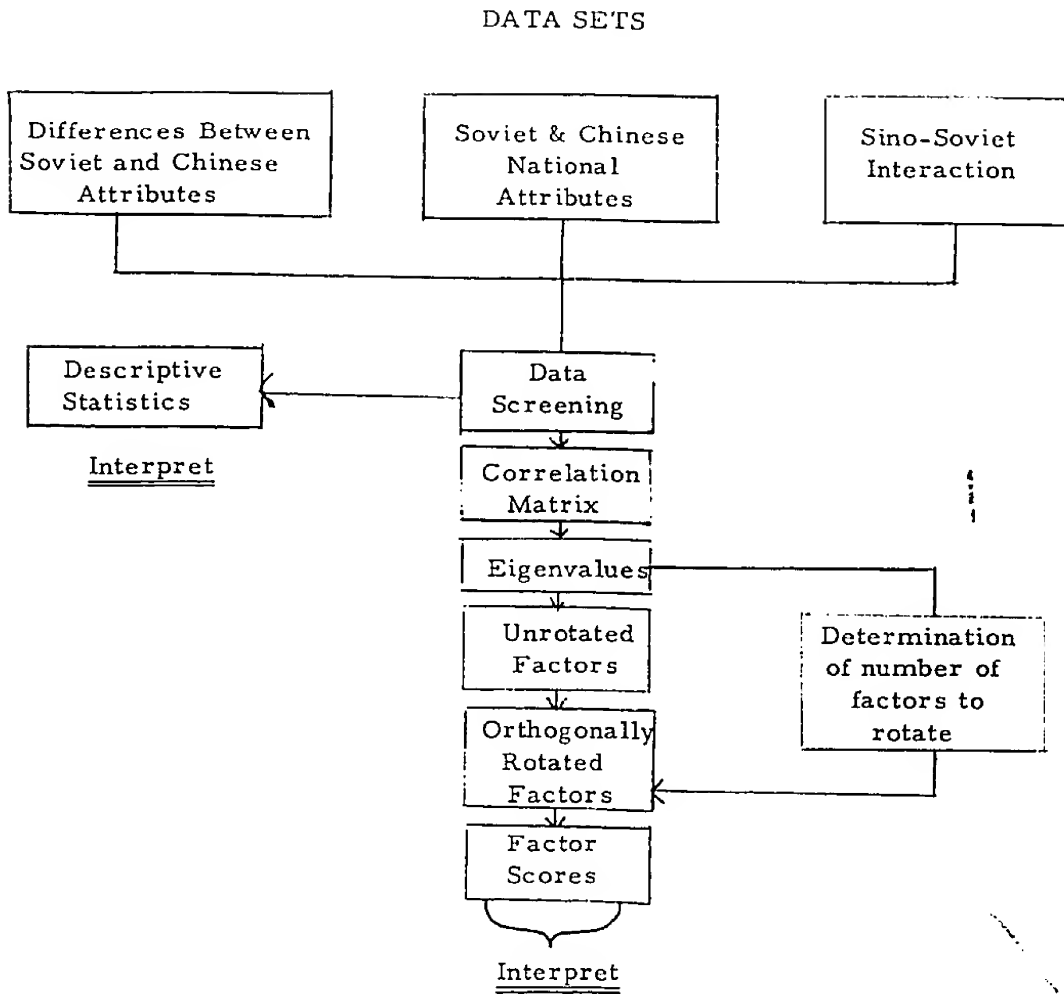 DATA SETS
Differences Between
Soviet and Chinese
Attributes
Soviet & Chinese
National
Attributes
Sino-Soviet
Interaction
Descriptive
Statistics
Interpret
Data
Screening
Correlation
Matrix
Eigenvalues
Unrotated
Factors
Determination
of number of
factors to
rotate
Orthogonally
Rotated
Factors
Factor
Scores
Interpret